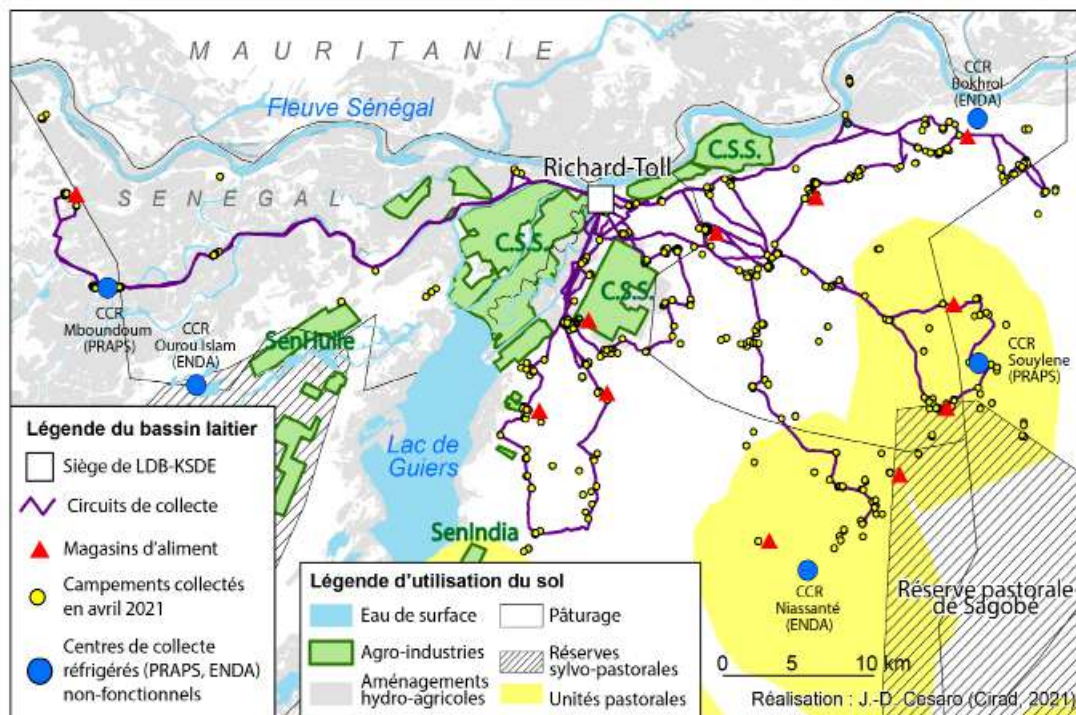 MAURITANIE
Fleuve Sénégal
CCR
Bokhrol
(ENDA)
C.S.S.
Richard-Toll
SENEGAL
C.S.S.
C.S.S.
CCR
Mboundoum
(PRAPS)
CCR
Ourou Islam
(ENDA)
SenHuile
CCR
Souylene
(PRAPS)
Lac de
Guiers
SenIndia
CCR
Niassanté
(ENDA)
Réserve pastorale
de Sagobé
Légende du bassin laitier
Siège de LDB-KSDE
Circuits de collecte
Magasins d'aliment
Campements collectés
en avril 2021
Centres de collecte
réfrigérés (PRAPS, ENDA)
non-fonctionnels
Légende d'utilisation du sol
Eau de surface
Pâturage
Agro-industries
Réserves
sylvo-pastorales
Aménagements
hydro-agricoles
Unités pastorales
0 5 10 km
Réalisation : J.-D. Cesaro (Cirad, 2021)